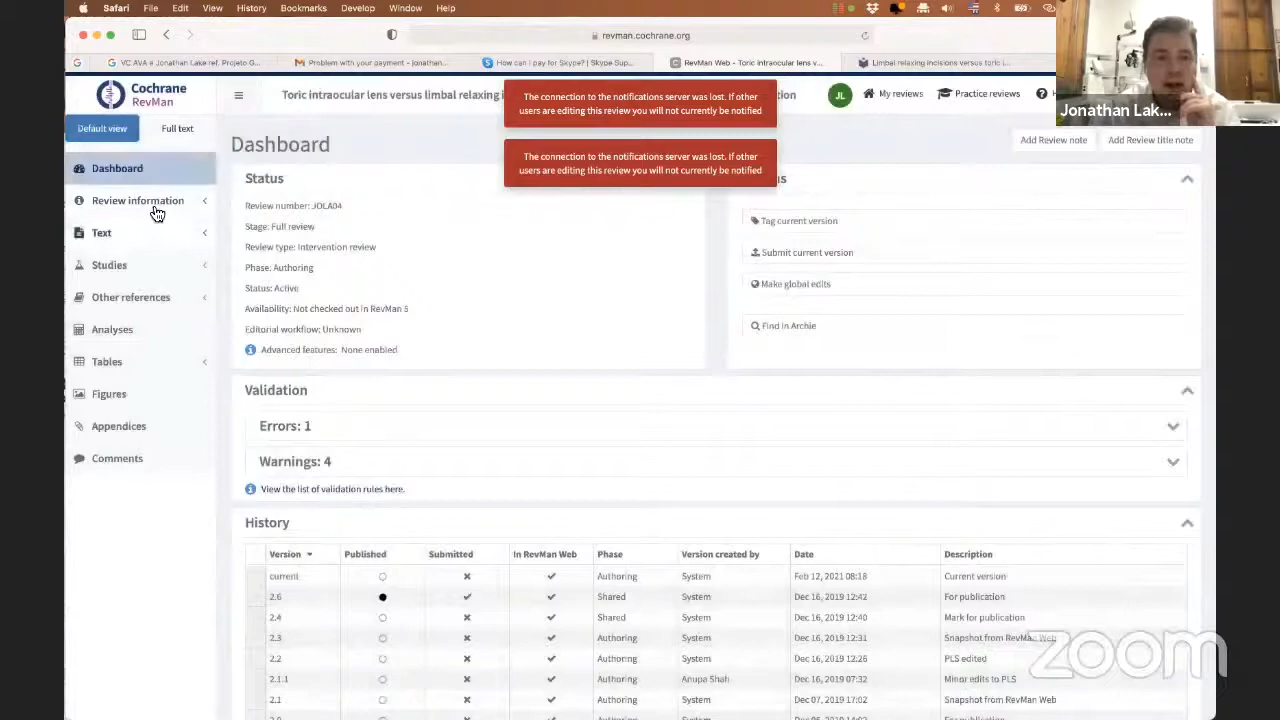 Safari File Edit View History Bookmarks Develop Window Help
revman.cochrane.org
VC.AVA e Jonathan Lake ref. Projeto G...
Problem with your payment - jonathan...
How can I pay for Skype? | Skype Sup...
RevMan Web - Toric intraocular lens v...
Limbal relaxing incisions versus toric i...
Cochrane
RevMan
Toric intraocular lens versus limbal relaxing i
JL
My reviews
Practice reviews
The connection to the notifications server was lost. If other
users are editing this review you will not currently be notified
The connection to the notifications server was lost. If other
users are editing this review you will not currently be notified
Jonathan Lak...
Default view
Full text
Dashboard
Review information
Text
Studies
Other references
Analyses
Tables
Figures
Appendices
Comments
Dashboard
Add Review note
Add Review title note
Status
Review number: JOLA04
Stage: Full review
Review type: Intervention review
Phase: Authoring
Status: Active
Availability: Not checked out in RevMan 5
Editorial workflow: Unknown
Advanced features: None enabled
Tag current version
Submit current version
Make global edits
Find in Archie
Validation
Errors: 1
Warnings: 4
View the list of validation rules here.
History
Version Published Submitted In RevMan Web Phase Version created by Date Description
current Authoring System Feb 12, 2021 08:18 Current version
2.6 Shared System Dec 16, 2019 12:42 For publication
2.4 Shared System Dec 16, 2019 12:40 Mark for publication
2.3 Authoring System Dec 16, 2019 12:31 Snapshot from RevMan Web
2.2 Authoring System Dec 16, 2019 12:26 PLS edited
2.1.1 Authoring Anupa Shah Dec 16, 2019 07:32 Minor edits to PLS
2.1 Authoring System Dec 07, 2019 17:02 Snapshot from RevMan Web
zoom